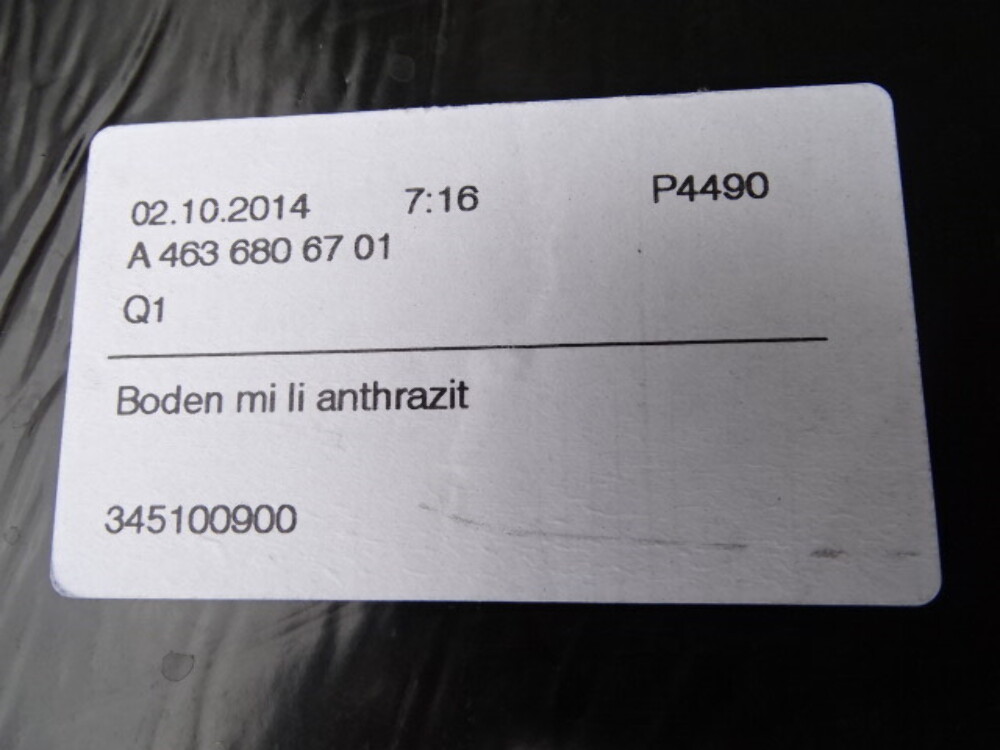 02.10.2014 7:16 P4490
A 463 680 67 01
Q1
Boden mi li anthrazit
345100900